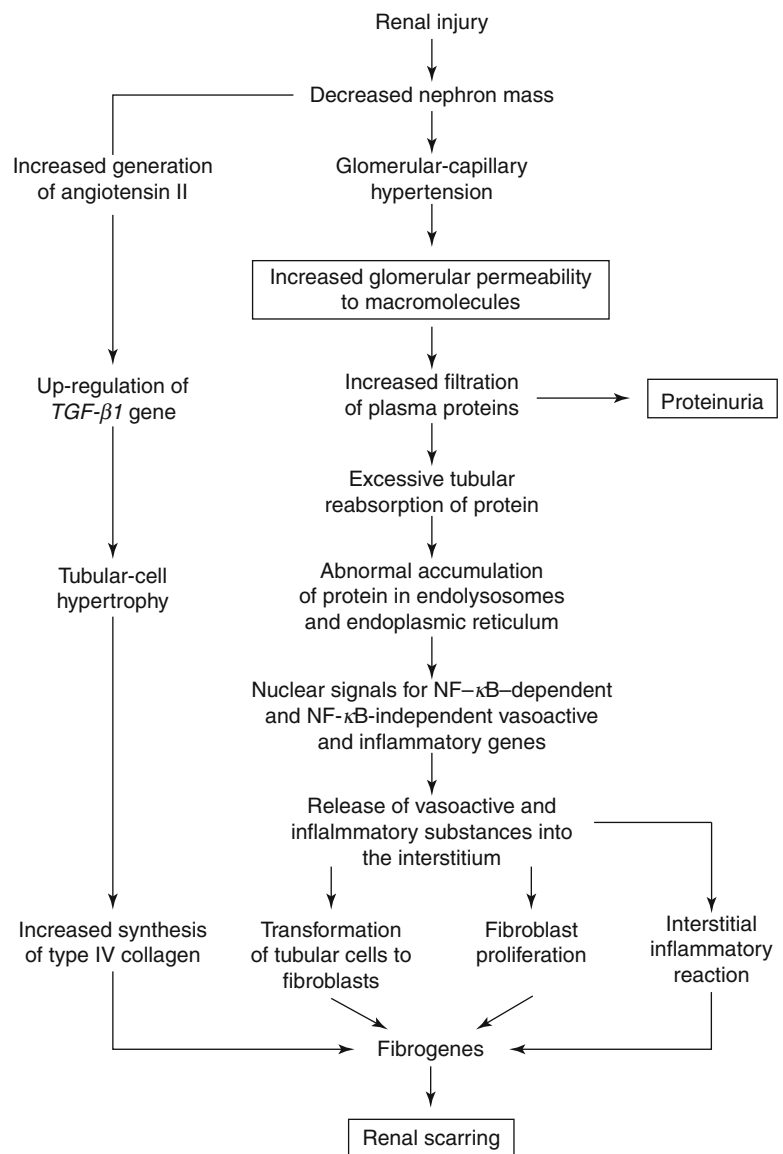 Renal injury
Decreased nephron mass
Increased generation
of angiotensin II
Glomerular-capillary
hypertension
Increased glomerular permeability
to macromolecules
Up-regulation of
TGF-β1 gene
Increased filtration
of plasma proteins
Proteinuria
Excessive tubular
reabsorption of protein
Tubular-cell
hypertrophy
Abnormal accumulation
of protein in endolysosomes
and endoplasmic reticulum
Nuclear signals for NF–κB–dependent
and NF-κB-independent vasoactive
and inflammatory genes
Release of vasoactive and
inflalmmatory substances into
the interstitium
Increased synthesis
of type IV collagen
Transformation
of tubular cells to
fibroblasts
Fibroblast
proliferation
Interstitial
inflammatory
reaction
Fibrogenes
Renal scarring